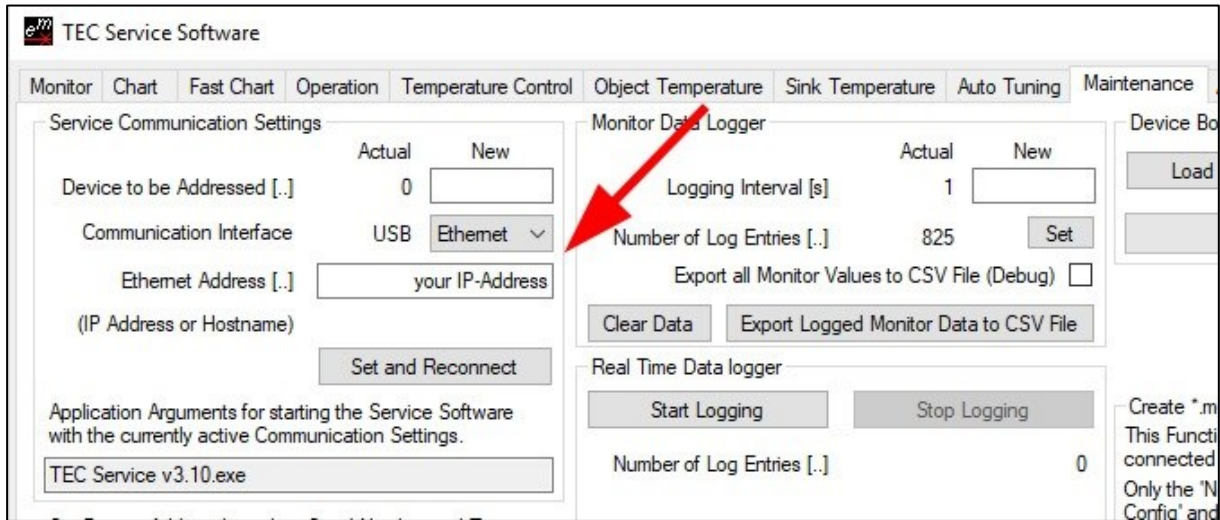 em TEC Service Software
Monitor Chart Fast Chart Operation Temperature Control Object Temperature Sink Temperature Auto Tuning Maintenance
Service Communication Settings
Actual New
Device to be Addressed [..] 0
Communication Interface USB Ethernet
Ethernet Address [..] your IP-Address
(IP Address or Hostname)
Set and Reconnect
Application Arguments for starting the Service Software
with the currently active Communication Settings.
TEC Service v3.10.exe
Monitor Data Logger
Actual New
Logging Interval [s] 1
Number of Log Entries [..] 825 Set
Export all Monitor Values to CSV File (Debug)
Clear Data Export Logged Monitor Data to CSV File
Real Time Data logger
Start Logging Stop Logging
Number of Log Entries [..] 0
Device Bo
Load
Create *.m
This Functi
connected
Only the "N
Config' and